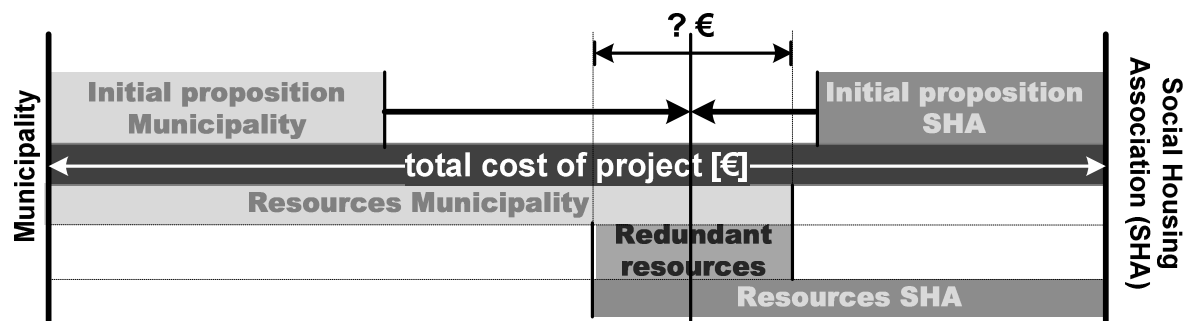 ? €
Municipality
Initial proposition
Municipality
Initial proposition
SHA
total cost of project [€]
Resources Municipality
Redundant
resources
Resources SHA
Social Housing
Association (SHA)